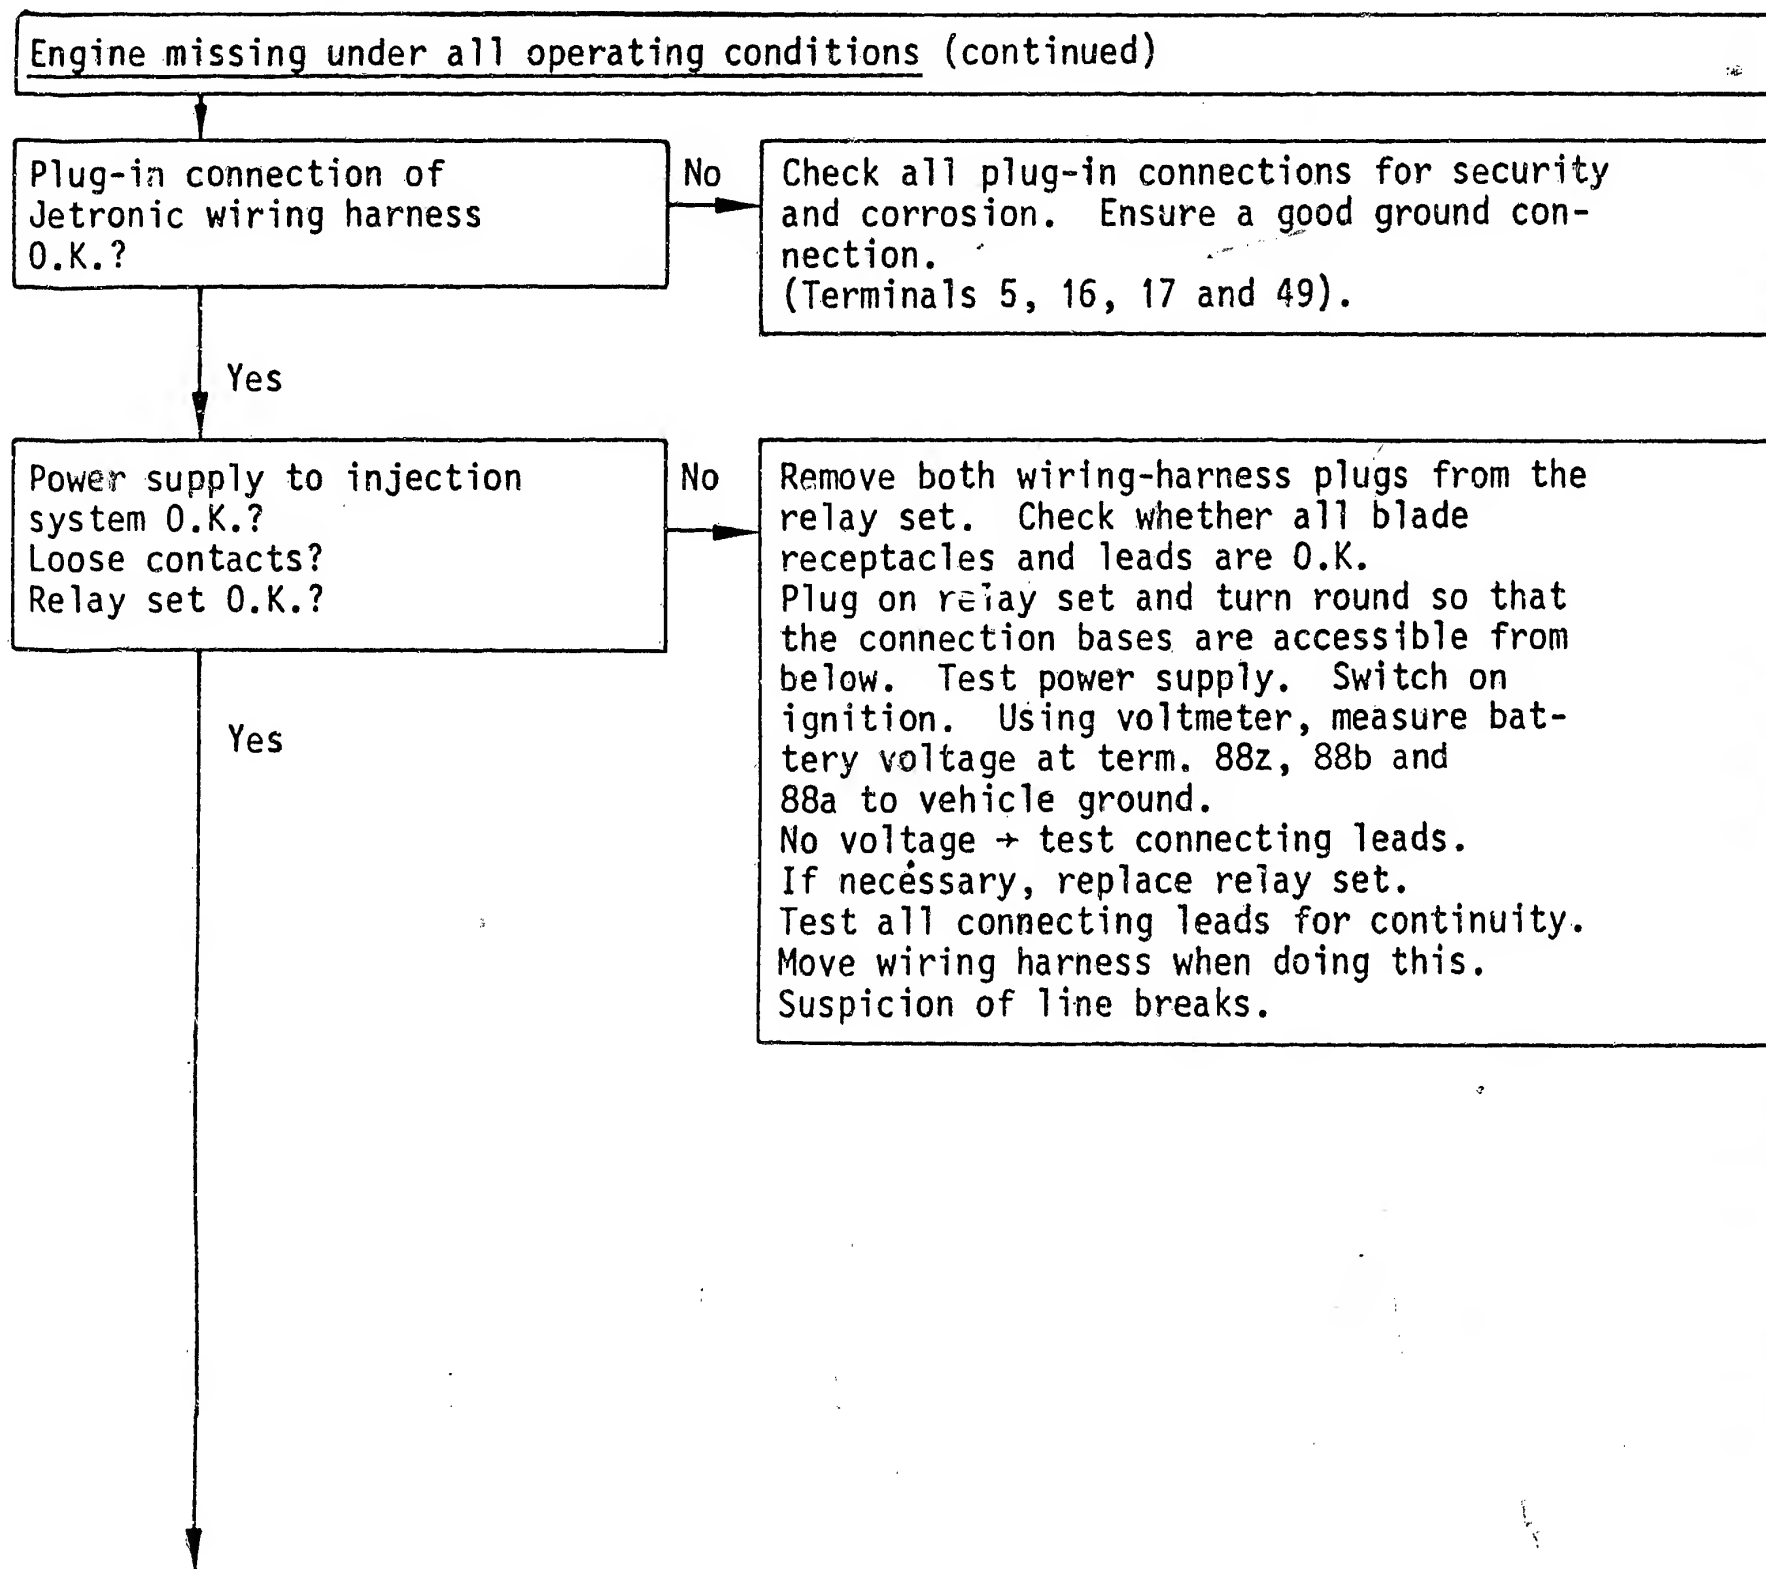 Engine missing under all operating conditions (continued)
Plug-in connection of
Jetronic wiring harness
O.K.?
No
Check all plug-in connections for security
and corrosion. Ensure a good ground con-
nection.
(Terminals 5, 16, 17 and 49).
Yes
Power supply to injection
system O.K.?
Loose contacts?
Relay set O.K.?
No
Remove both wiring-harness plugs from the
relay set. Check whether all blade
receptacles and leads are O.K.
Plug on relay set and turn round so that
the connection bases are accessible from
below. Test power supply. Switch on
ignition. Using voltmeter, measure bat-
tery voltage at term. 88z, 88b and
88a to vehicle ground.
No voltage → test connecting leads.
If necessary, replace relay set.
Test all connecting leads for continuity.
Move wiring harness when doing this.
Suspicion of line breaks.
Yes